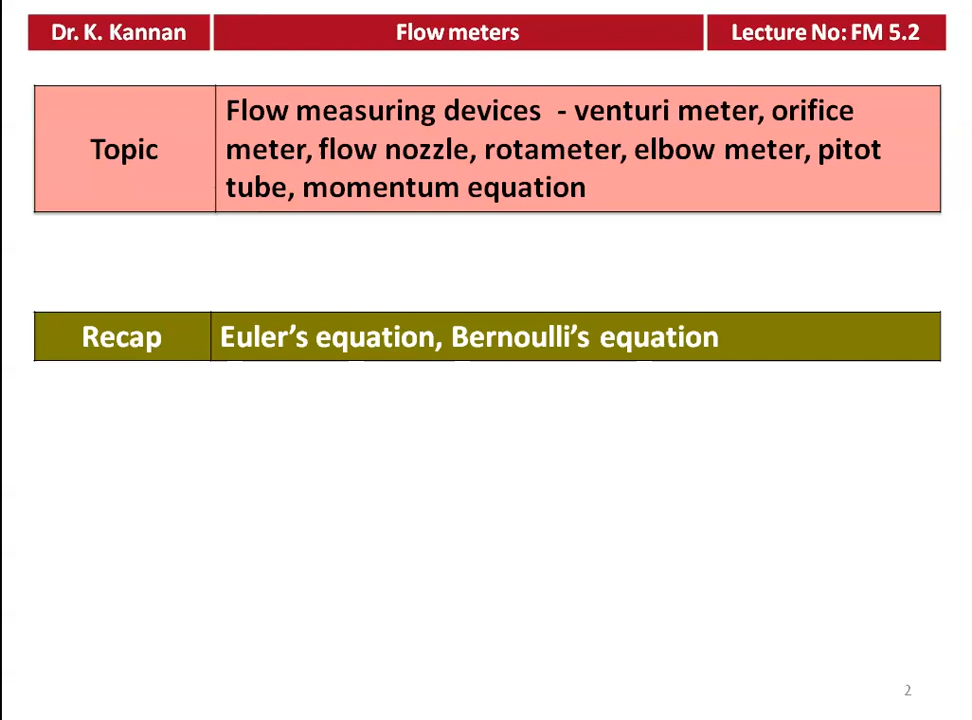 Dr. K. Kannan
Flow meters
Lecture No: FM 5.2
Topic
Flow measuring devices - venturi meter, orifice
meter, flow nozzle, rotameter, elbow meter, pitot
tube, momentum equation
Recap
Euler’s equation, Bernoulli’s equation
2